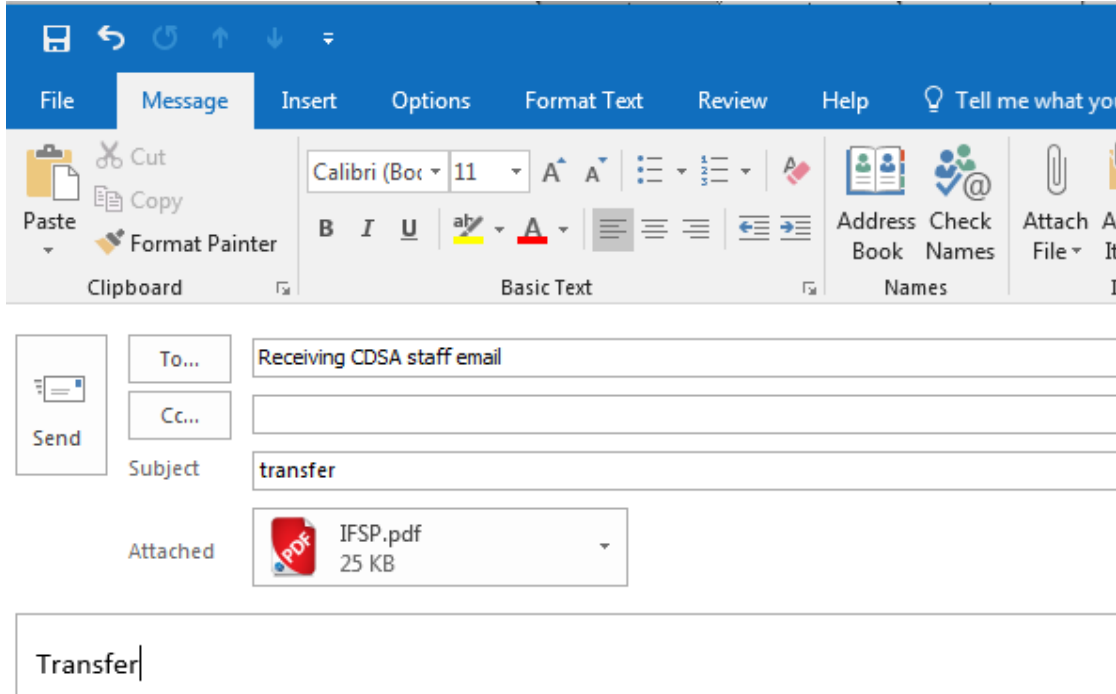 File Message Insert Options Format Text Review Help Tell me what you
Cut
Copy
Format Painter
Paste
Clipboard
Calibri (Boc 11
B I U
Basic Text
Address Book
Check Names
Names
Attach File
To...
Receiving CDSA staff email
Cc...
Send
Subject
transfer
Attached
IFSP.pdf
25 KB
PDF
Transfer